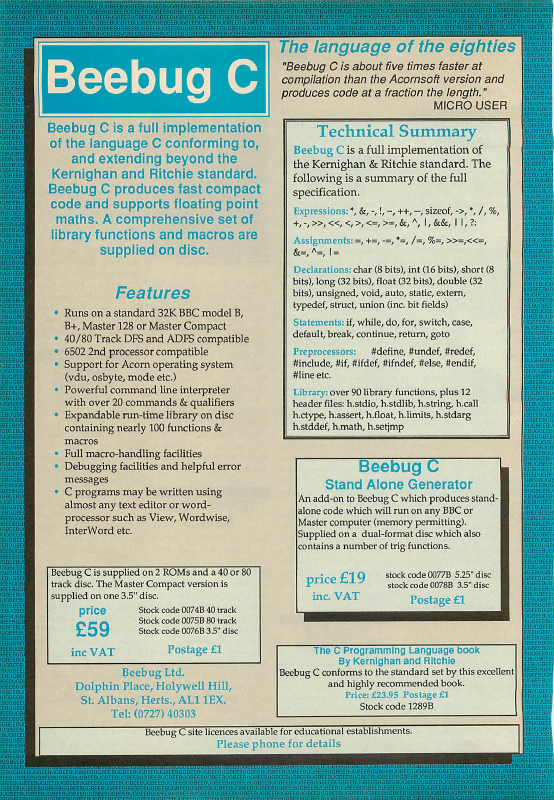 Beebug C
The language of the eighties
"Beebug C is about five times faster at
compilation than the Acornsoft version and
produces code at a fraction the length."
MICRO USER
Beebug C is a full implementation
of the language C conforming to,
and extending beyond the
Kernighan and Ritchie standard.
Beebug C produces fast compact
code and supports floating point
maths. A comprehensive set of
library functions and macros are
supplied on disc.
Features
• Runs on a standard 32K BBC model B,
B+, Master 128 or Master Compact
• 40/80 Track DFS and ADFS compatible
• 6502 2nd processor compatible
• Support for Acorn operating system
(vdu, osbyte, mode etc.)
• Powerful command line interpreter
with over 20 commands & qualifiers
• Expandable run-time library on disc
containing nearly 100 functions &
macros
• Full macro-handling facilities
• Debugging facilities and helpful error
messages
• C programs may be written using
almost any text editor or word-
processor such as View, Wordwise,
InterWord etc.
Technical Summary
Beebug C is a full implementation of
the Kernighan & Ritchie standard. The
following is a summary of the full
specification.
Expressions: *, &, -, !, ~, ++, --, sizeof, ->, *, /, %,
+, -, >>, <<, <, >, <=, >=, &, ^, |, &&, ||, ?:
Assignments: =, +=, -=, *=, /=, %=, >>=,<<=,
&=, ^=, |=
Declarations: char (8 bits), int (16 bits), short (8
bits), long (32 bits), float (32 bits), double (32
bits), unsigned, void, auto, static, extern,
typedef, struct, union (inc. bit fields)
Statements: if, while, do, for, switch, case,
default, break, continue, return, goto
Preprocessors: #define, #undef, #redef,
#include, #if, #ifdef, #ifndef, #else, #endif,
#line etc.
Library: over 90 library functions, plus 12
header files: h.stdio, h.stdlib, h.string, h.call
h.ctype, h.assert, h.float, h.limits, h.stdarg
h.stddef, h.math, h.setjmp
Beebug C
Stand Alone Generator
An add-on to Beebug C which produces stand-
alone code which will run on any BBC or
Master computer (memory permitting).
Supplied on a dual-format disc which also
contains a number of trig functions.
price £19
inc. VAT
stock code 0077B 5.25" disc
stock code 0078B 3.5" disc
Postage £1
Beebug C is supplied on 2 ROMs and a 40 or 80
track disc. The Master Compact version is
supplied on one 3.5" disc.
price
£59
inc VAT
Stock code 0074B 40 track
Stock code 0075B 80 track
Stock code 0076B 3.5" disc
Postage £1
The C Programming Language book
By Kernighan and Ritchie
Beebug C conforms to the standard set by this excellent
and highly recommended book.
Price: £23.95 Postage £1
Stock code 1289B
Beebug Ltd.
Dolphin Place, Holywell Hill,
St. Albans, Herts., AL1 1EX.
Tel: (0727) 40303
Beebug C site licences available for educational establishments.
Please phone for details